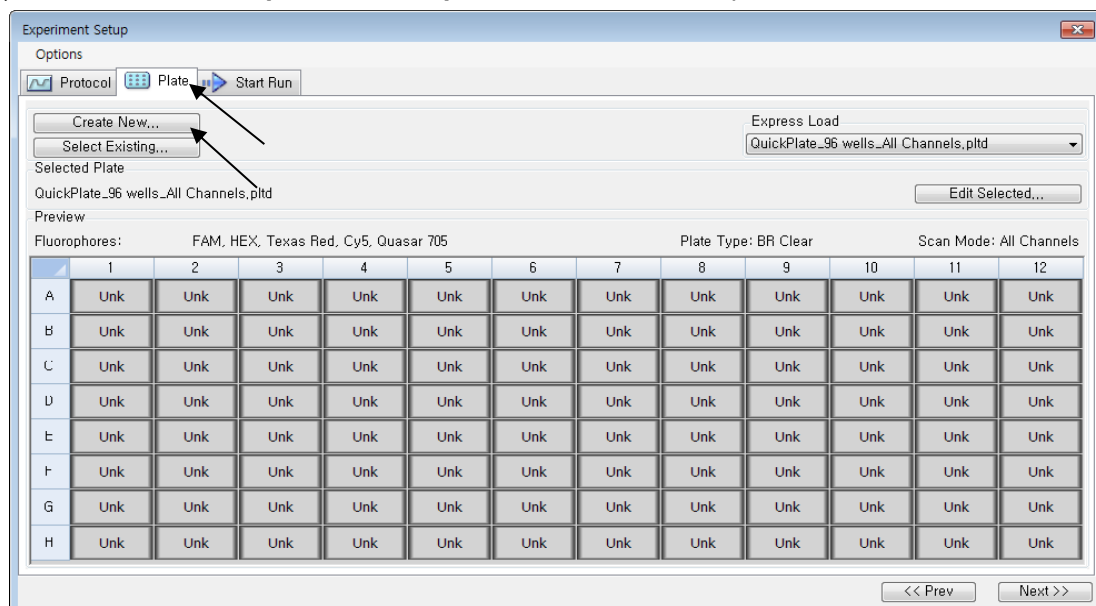 Experiment Setup
Options
Protocol Plate Start Run
Create New...
Express Load
Select Existing...
QuickPlate_96 wells_All Channels.pltd
Selected Plate
QuickPlate_96 wells_All Channels.pltd
Edit Selected...
Preview
Fluorophores: FAM, HEX, Texas Red, Cy5, Quasar 705 Plate Type: BR Clear Scan Mode: All Channels
1 2 3 4 5 6 7 8 9 10 11 12
A Unk Unk Unk Unk Unk Unk Unk Unk Unk Unk Unk Unk
B Unk Unk Unk Unk Unk Unk Unk Unk Unk Unk Unk Unk
C Unk Unk Unk Unk Unk Unk Unk Unk Unk Unk Unk Unk
D Unk Unk Unk Unk Unk Unk Unk Unk Unk Unk Unk Unk
E Unk Unk Unk Unk Unk Unk Unk Unk Unk Unk Unk Unk
F Unk Unk Unk Unk Unk Unk Unk Unk Unk Unk Unk Unk
G Unk Unk Unk Unk Unk Unk Unk Unk Unk Unk Unk Unk
H Unk Unk Unk Unk Unk Unk Unk Unk Unk Unk Unk Unk
<< Prev Next >>